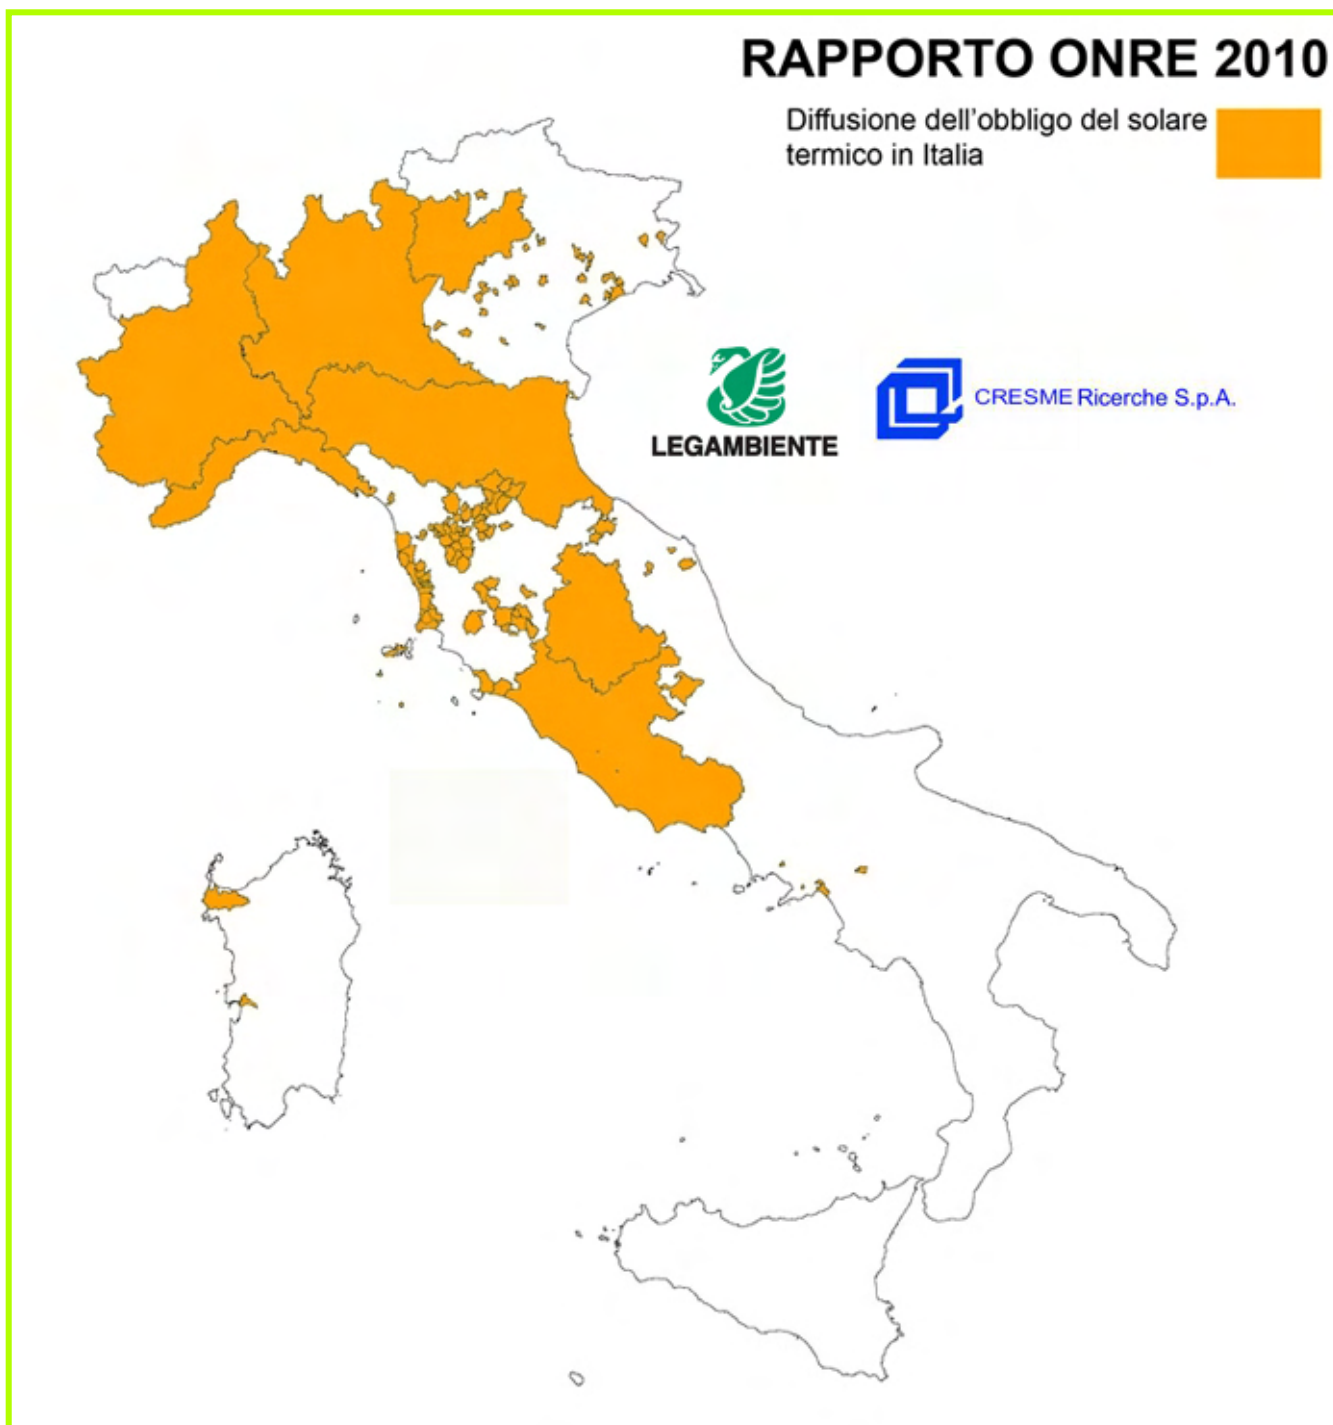 RAPPORTO ONRE 2010
Diffusione dell'obbligo del solare
termico in Italia
LEGAMBIENTE
CRESME Ricerche S.p.A.